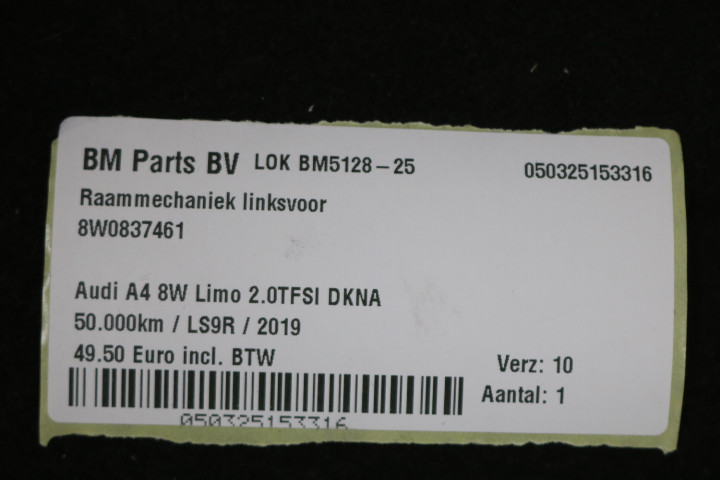 BM Parts BV LOK BM5128-25 050325153316
Raammechaniek linksvoor
8W0837461
Audi A4 8W Limo 2.0TFSI DKNA
50.000km / LS9R / 2019
49.50 Euro incl. BTW Verz: 10
Aantal: 1
050325153316